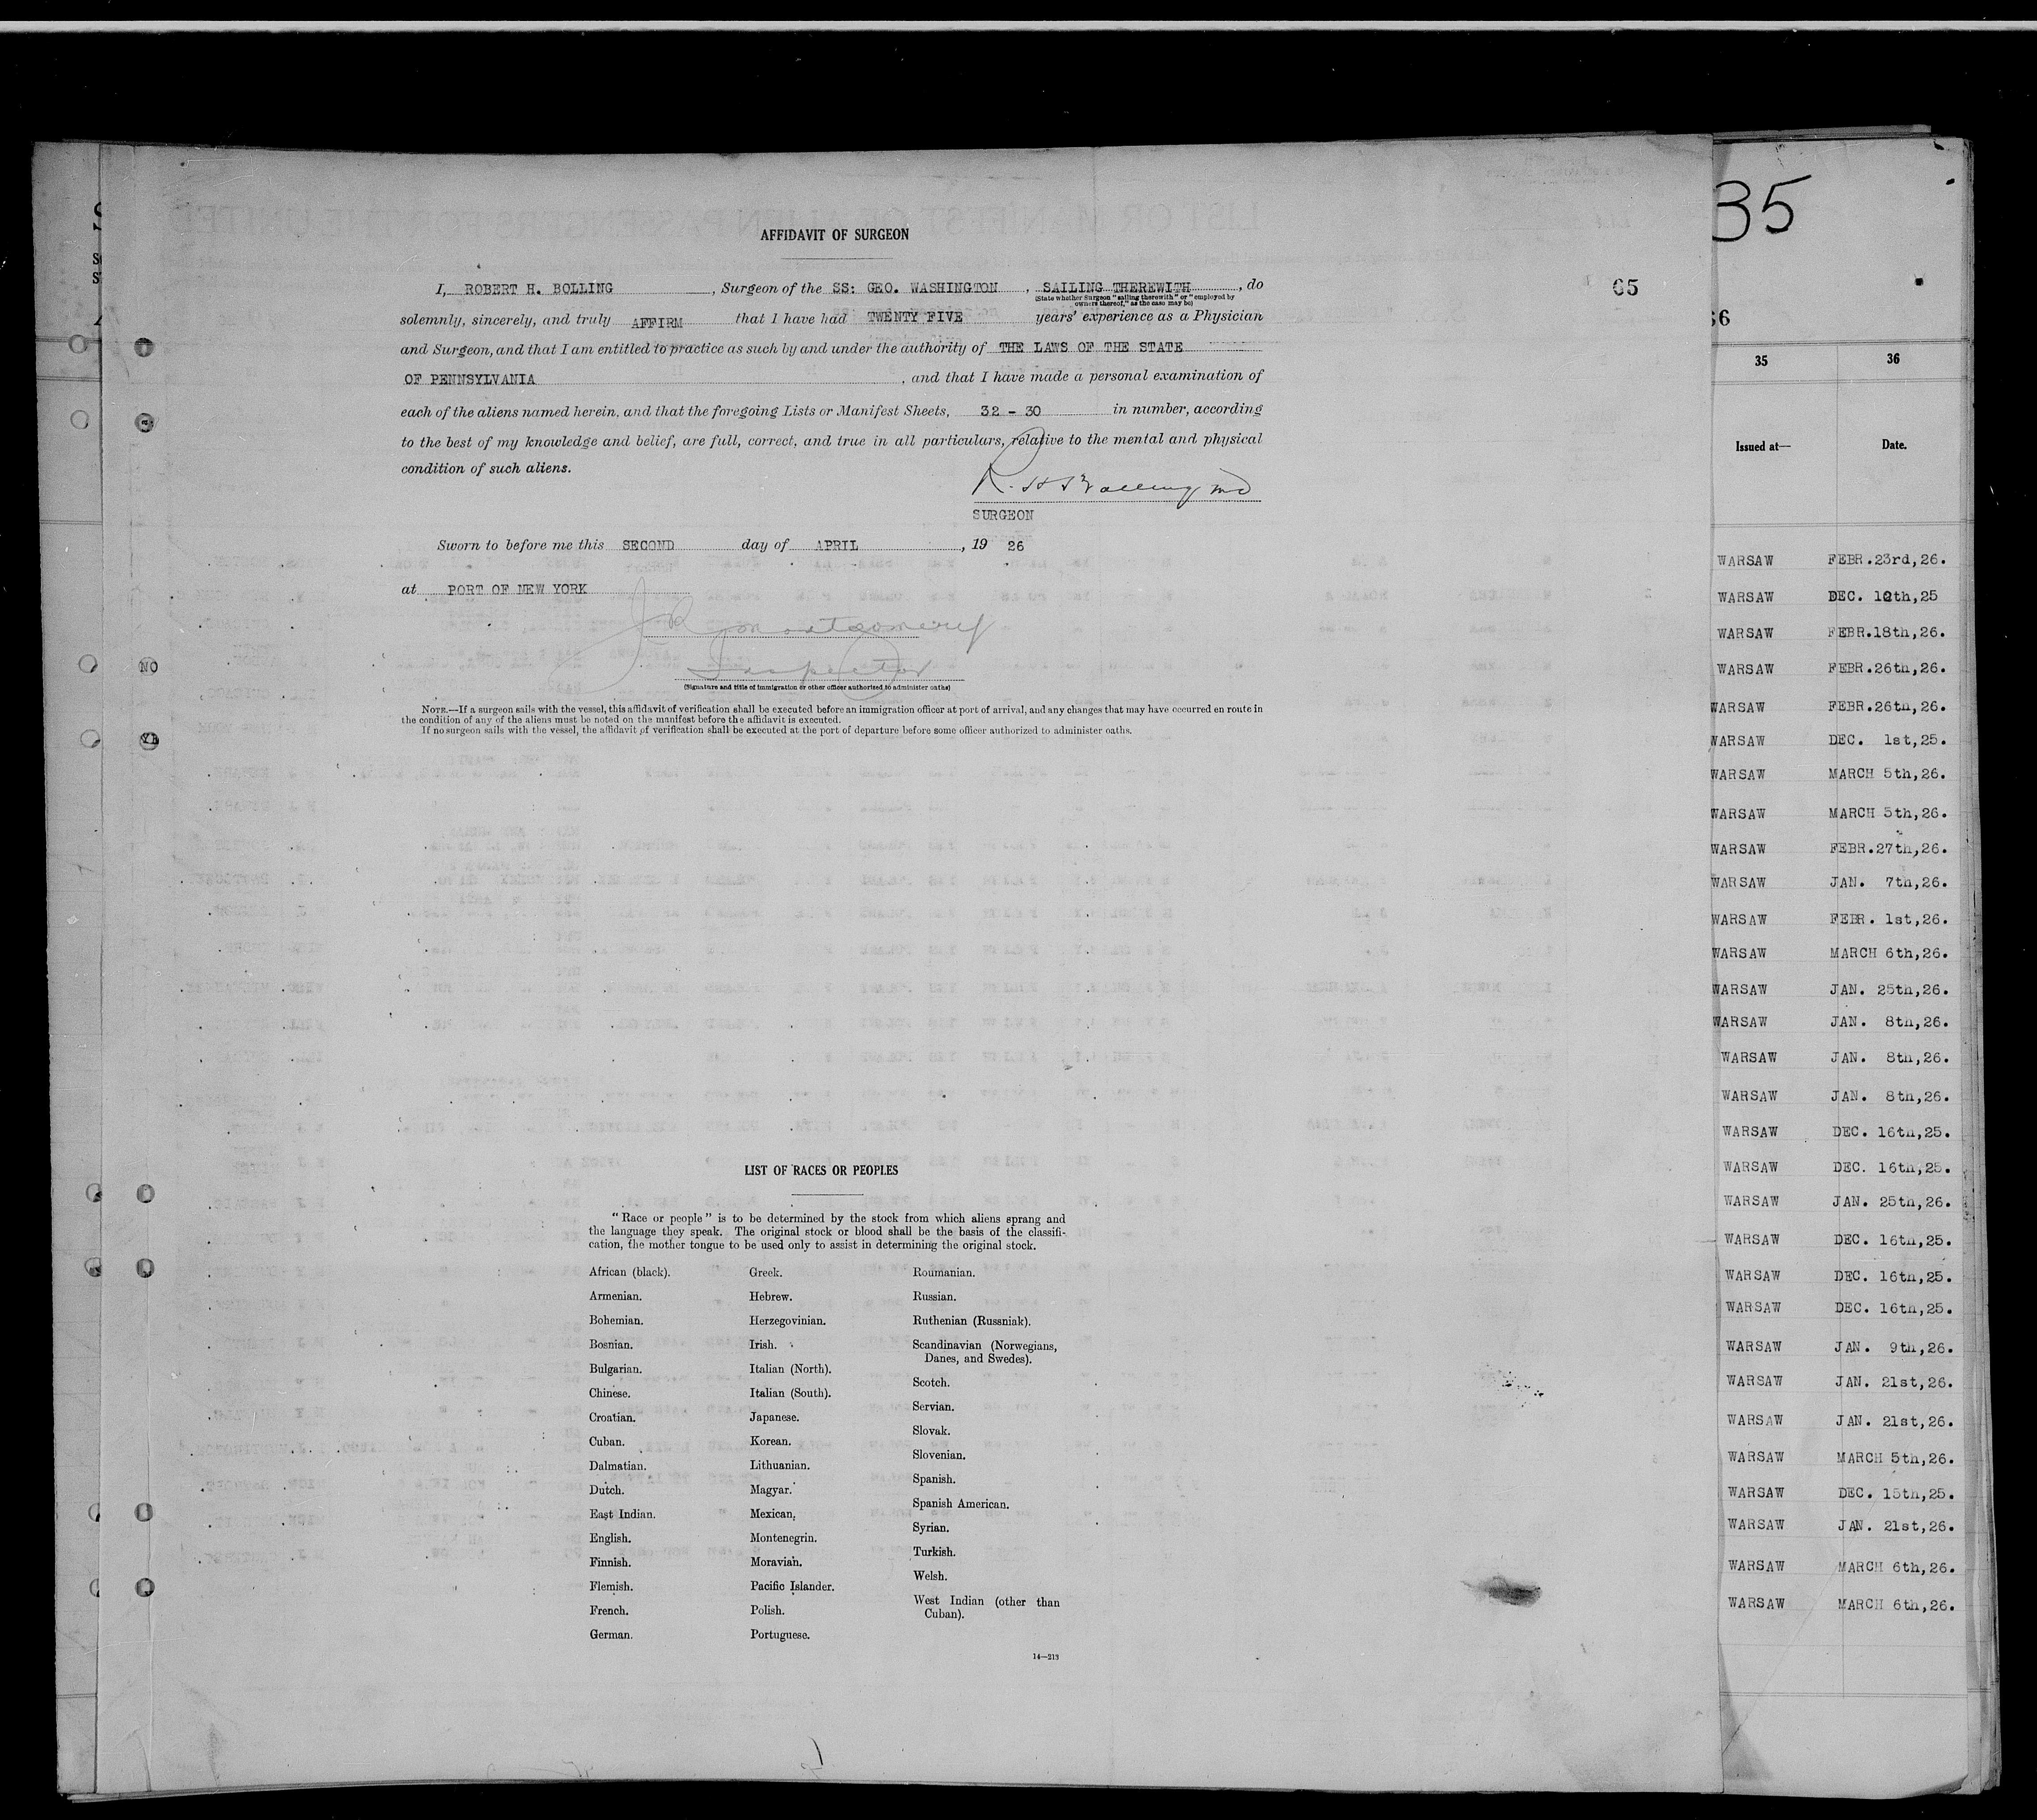 AFFIDAVIT OF SURGEON
I, ROBERT H. BOLLING, Surgeon of the SS: GEO. WASHINGTON, SAILING THEREWITH, do
(State whether Surgeon "sailing therewith" or "employed by
owners thereof," as the case may be)
65
solemnly, sincerely, and truly AFFIRM that I have had TWENTY FIVE years' experience as a Physician
and Surgeon, and that I am entitled to practice as such by and under the authority of THE LAWS OF THE STATE
OF PENNSYLVANIA, and that I have made a personal examination of
each of the aliens named herein, and that the foregoing Lists or Manifest Sheets, 32 - 30 in number, according
to the best of my knowledge and belief, are full, correct, and true in all particulars, relative to the mental and physical
condition of such aliens.
R. H. Bolling MD
SURGEON
Sworn to before me this SECOND day of APRIL, 19 26
at PORT OF NEW YORK
Montgomery
Inspector
(Signature and title of immigration or other officer authorized to administer oaths)
NOTE.—If a surgeon sails with the vessel, this affidavit of verification shall be executed before an immigration officer at port of arrival, and any changes that may have occurred en route in
the condition of any of the aliens must be noted on the manifest before the affidavit is executed.
If no surgeon sails with the vessel, the affidavit of verification shall be executed at the port of departure before some officer authorized to administer oaths.
NO
LIST OF RACES OR PEOPLES
"Race or people" is to be determined by the stock from which aliens sprang and
the language they speak. The original stock or blood shall be the basis of the classifi-
cation, the mother tongue to be used only to assist in determining the original stock.
African (black).
Armenian.
Bohemian.
Bosnian.
Bulgarian.
Chinese.
Croatian.
Cuban.
Dalmatian.
Dutch.
East Indian.
English.
Finnish.
Flemish.
French.
German.
Greek.
Hebrew.
Herzegovinian.
Irish.
Italian (North).
Italian (South).
Japanese.
Korean.
Lithuanian.
Magyar.
Mexican.
Montenegrin.
Moravian.
Pacific Islander.
Polish.
Portuguese.
Roumanian.
Russian.
Ruthenian (Russniak).
Scandinavian (Norwegians,
Danes, and Swedes).
Scotch.
Servian.
Slovak.
Slovenian.
Spanish.
Spanish American.
Syrian.
Turkish.
Welsh.
West Indian (other than
Cuban).
14—213
35
66
35 36
Issued at— Date.
WARSAW FEBR.23rd,26.
WARSAW DEC. 12th,25
WARSAW FEBR.18th,26.
WARSAW FEBR.26th,26.
WARSAW FEBR.26th,26.
WARSAW DEC. 1st,25.
WARSAW MARCH 5th,26.
WARSAW MARCH 5th,26.
WARSAW FEBR.27th,26.
WARSAW JAN. 7th,26.
WARSAW FEBR. 1st,26.
WARSAW MARCH 6th,26.
WARSAW JAN. 25th,26.
WARSAW JAN. 8th,26.
WARSAW JAN. 8th,26.
WARSAW JAN. 8th,26.
WARSAW DEC. 16th,25.
WARSAW DEC. 16th,25.
WARSAW JAN. 25th,26.
WARSAW DEC. 16th,25.
WARSAW DEC. 16th,25.
WARSAW DEC. 16th,25.
WARSAW JAN. 9th,26.
WARSAW JAN. 21st,26.
WARSAW JAN. 21st,26.
WARSAW MARCH 5th,26.
WARSAW DEC. 15th,25.
WARSAW JAN. 21st,26.
WARSAW MARCH 6th,26.
WARSAW MARCH 6th,26.